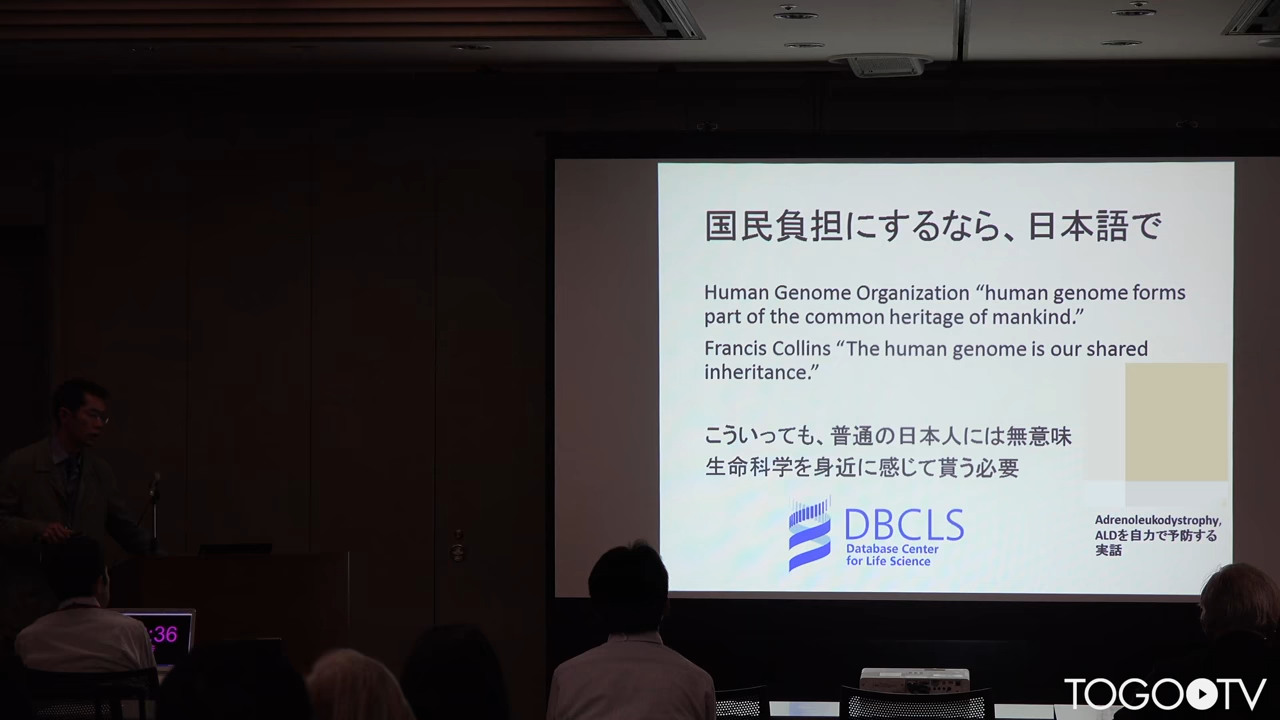 国民負担にするなら、日本語で
Human Genome Organization “human genome forms
part of the common heritage of mankind.”
Francis Collins “The human genome is our shared
inheritance.”
こういっても、普通の日本人には無意味
生命科学を身近に感じて貰う必要
DBCLS
Database Center
for Life Science
Adrenoleukodystrophy,
ALDを自力で予防する
実話
:36
TOGOTV